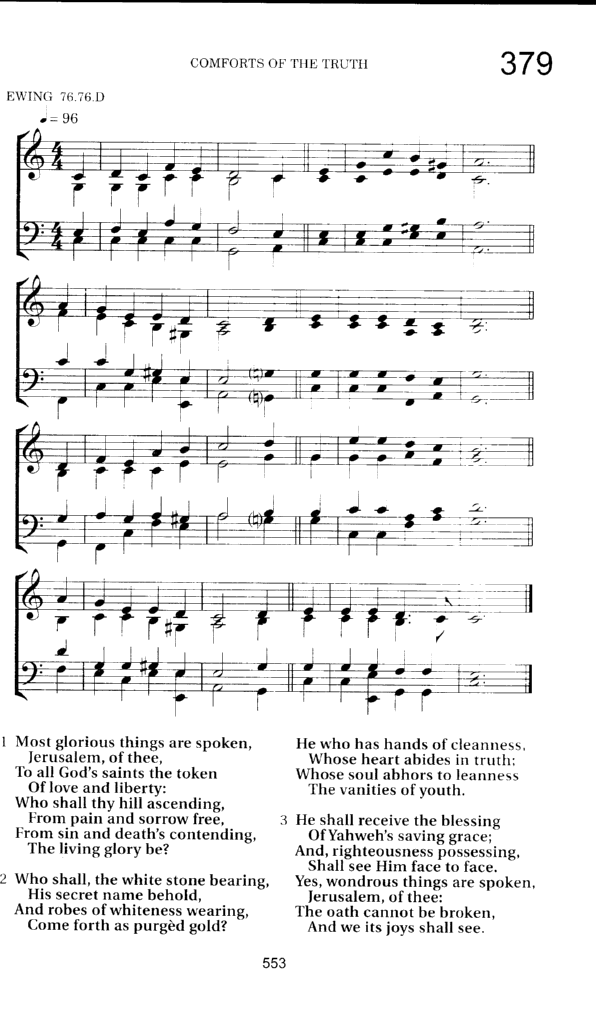 COMFORTS OF THE TRUTH
379
EWING 76.76.D
♩ = 96
1 Most glorious things are spoken,
Jerusalem, of thee,
To all God's saints the token
Of love and liberty:
Who shall thy hill ascending,
From pain and sorrow free,
From sin and death's contending,
The living glory be?
2 Who shall, the white stone bearing,
His secret name behold,
And robes of whiteness wearing,
Come forth as purgèd gold?
He who has hands of cleanness,
Whose heart abides in truth;
Whose soul abhors to leanness
The vanities of youth.
3 He shall receive the blessing
Of Yahweh's saving grace;
And, righteousness possessing,
Shall see Him face to face.
Yes, wondrous things are spoken,
Jerusalem, of thee:
The oath cannot be broken,
And we its joys shall see.
553